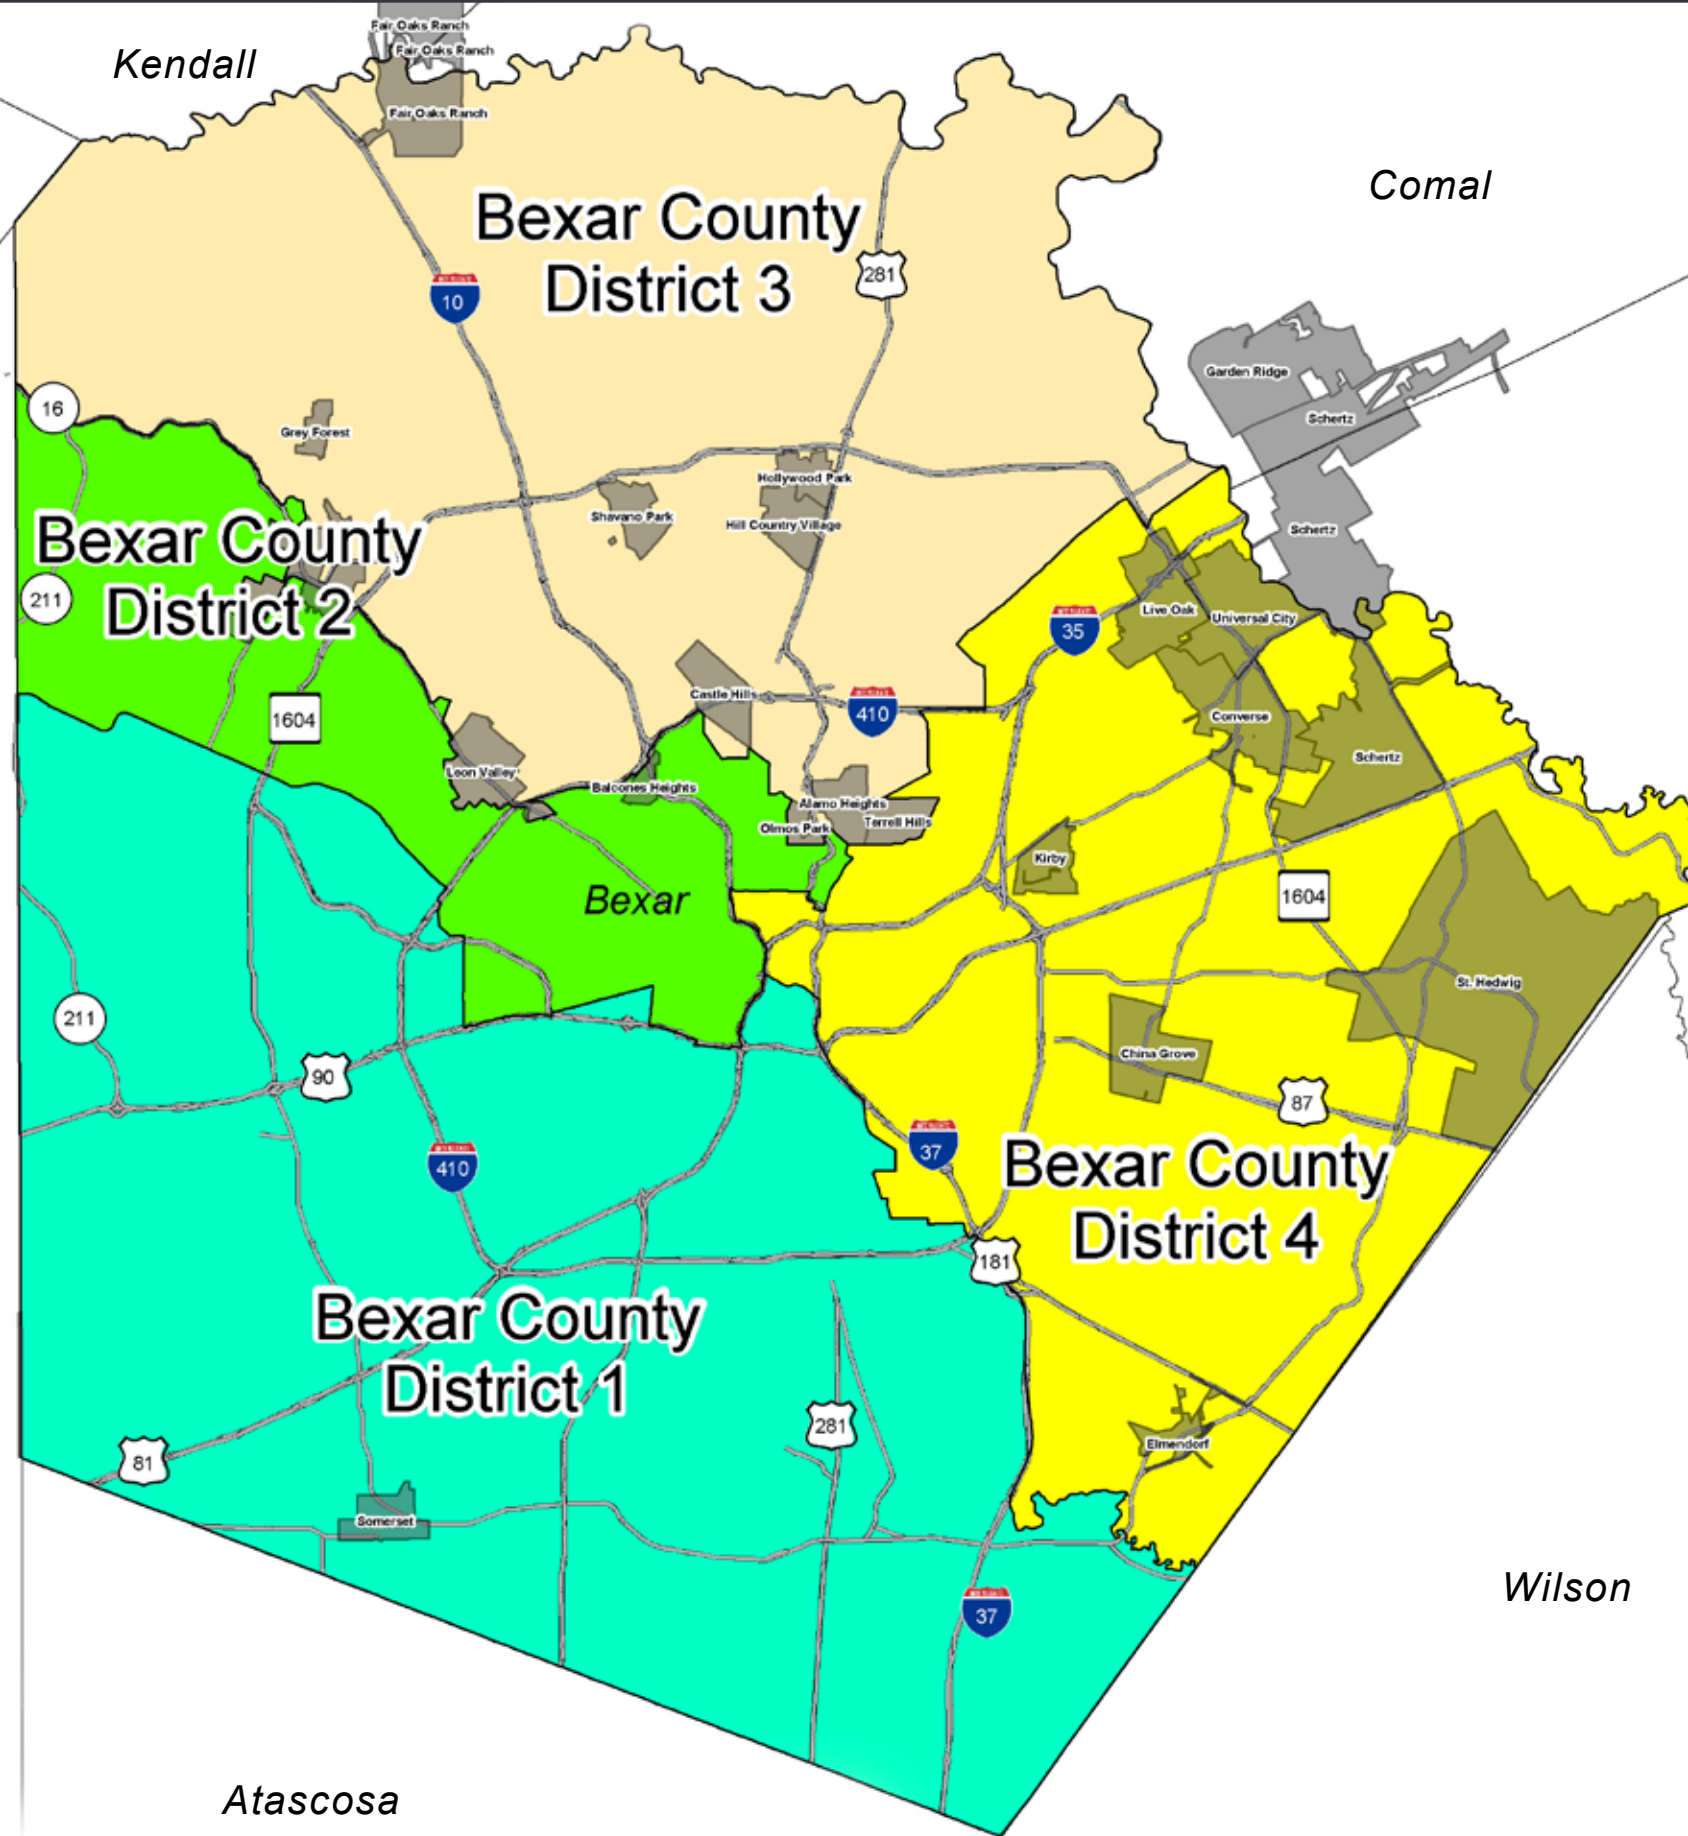 Fair Oaks Ranch
Fair Oaks Ranch
Kendall
Fair Oaks Ranch
Comal
Bexar County
District 3
281
10
Garden Ridge
16
Schertz
Grey Forest
Hollywood Park
Shavano Park
Hill Country Village
Schertz
Bexar County
District 2
211
Live Oak
Universal City
35
Castle Hills
410
1604
Converse
Schertz
Leon Valley
Balcones Heights
Alamo Heights
Terrell Hills
Olmos Park
Kirby
1604
Bexar
St. Hedwig
211
China Grove
90
87
37
410
Bexar County
District 4
181
Bexar County
District 1
281
Elmendorf
81
Somerset
Wilson
37
Atascosa